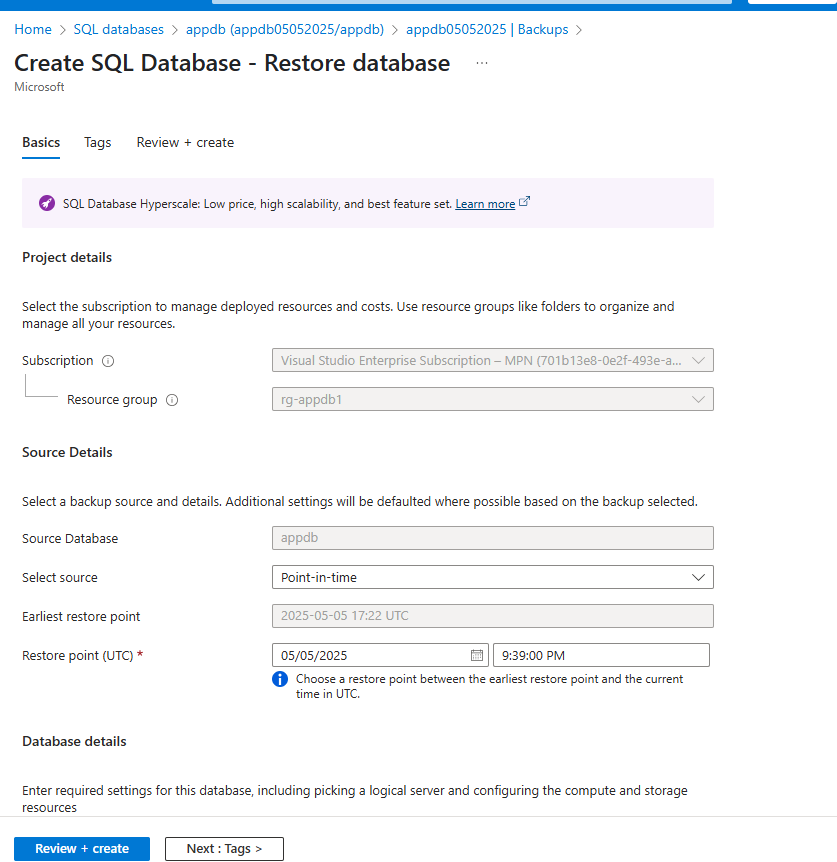 Home > SQL databases > appdb (appdb05052025/appdb) > appdb05052025 | Backups >
Create SQL Database - Restore database ...
Microsoft
Basics Tags Review + create
SQL Database Hyperscale: Low price, high scalability, and best feature set. Learn more
Project details
Select the subscription to manage deployed resources and costs. Use resource groups like folders to organize and
manage all your resources.
Subscription Visual Studio Enterprise Subscription – MPN (701b13e8-0e2f-493e-a...
Resource group rg-appdb1
Source Details
Select a backup source and details. Additional settings will be defaulted where possible based on the backup selected.
Source Database appdb
Select source Point-in-time
Earliest restore point 2025-05-05 17:22 UTC
Restore point (UTC) * 05/05/2025 9:39:00 PM
Choose a restore point between the earliest restore point and the current
time in UTC.
Database details
Enter required settings for this database, including picking a logical server and configuring the compute and storage
resources
Review + create Next : Tags >